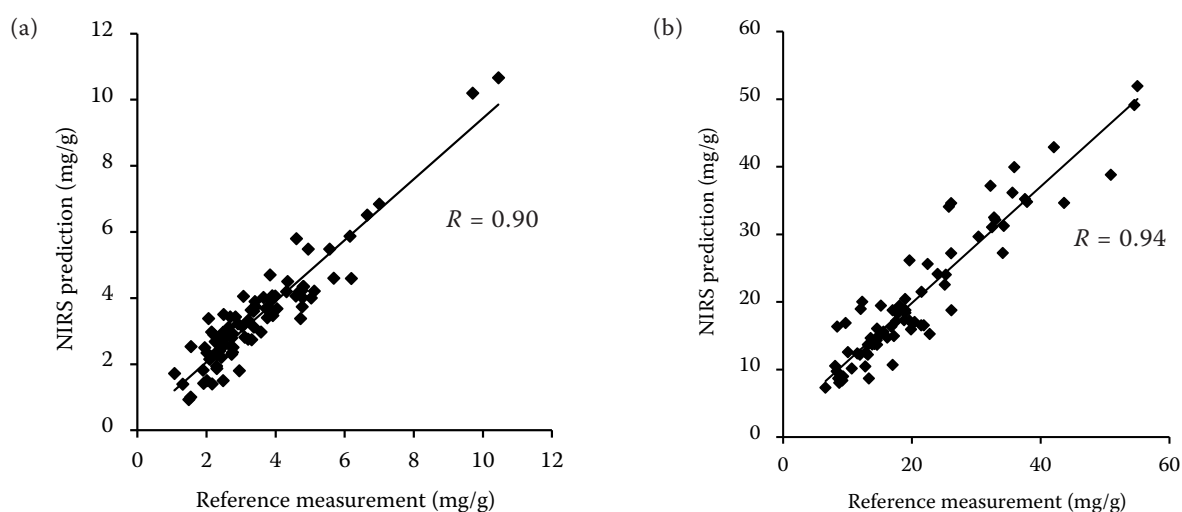 (a)
12
10
8
6
4
2
0
NIRS prediction (mg/g)
R = 0.90
0 2 4 6 8 10 12
Reference measurement (mg/g)
(b)
60
50
40
30
20
10
0
NIRS prediction (mg/g)
R = 0.94
0 20 40 60
Reference measurement (mg/g)